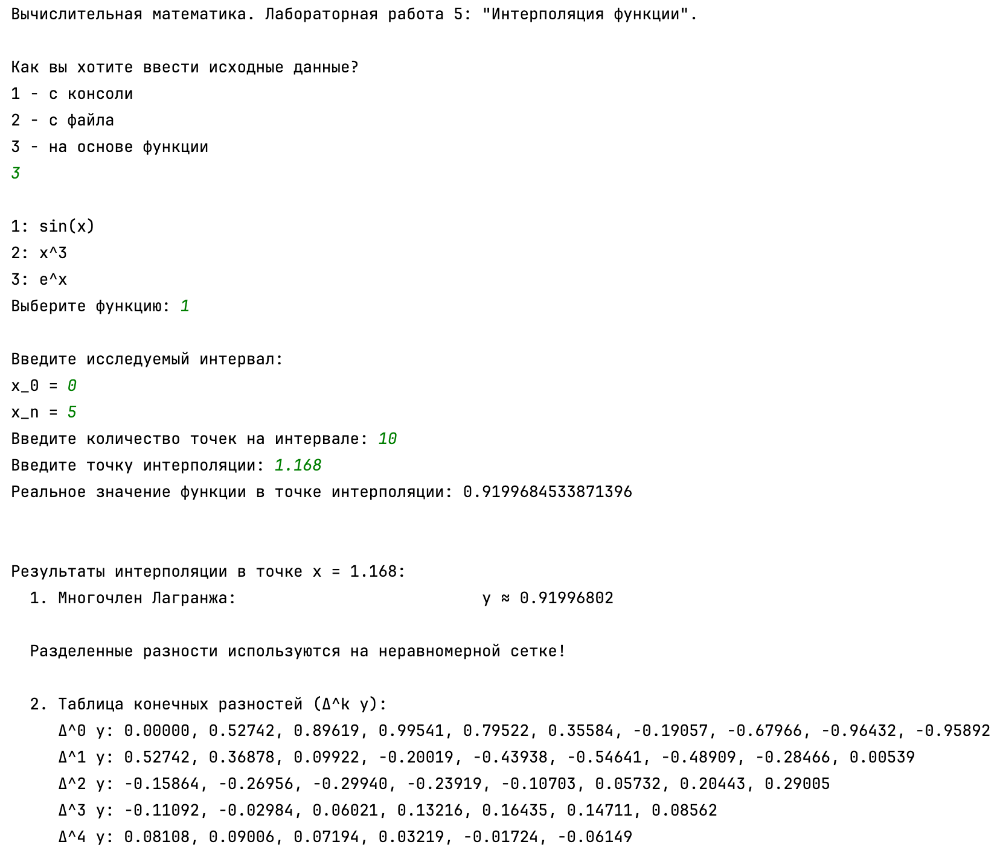 Вычислительная математика. Лабораторная работа 5: "Интерполяция функции".
Как вы хотите ввести исходные данные?
1 - с консоли
2 - с файла
3 - на основе функции
3
1: sin(x)
2: x^3
3: e^x
Выберите функцию: 1
Введите исследуемый интервал:
x_0 = 0
x_n = 5
Введите количество точек на интервале: 10
Введите точку интерполяции: 1.168
Реальное значение функции в точке интерполяции: 0.9199684533871396
Результаты интерполяции в точке x = 1.168:
1. Многочлен Лагранжа: y ≈ 0.91996802
Разделенные разности используются на неравномерной сетке!
2. Таблица конечных разностей (Δ^k y):
Δ^0 y: 0.00000, 0.52742, 0.89619, 0.99541, 0.79522, 0.35584, -0.19057, -0.67966, -0.96432, -0.95892
Δ^1 y: 0.52742, 0.36878, 0.09922, -0.20019, -0.43938, -0.54641, -0.48909, -0.28466, 0.00539
Δ^2 y: -0.15864, -0.26956, -0.29940, -0.23919, -0.10703, 0.05732, 0.20443, 0.29005
Δ^3 y: -0.11092, -0.02984, 0.06021, 0.13216, 0.16435, 0.14711, 0.08562
Δ^4 y: 0.08108, 0.09006, 0.07194, 0.03219, -0.01724, -0.06149